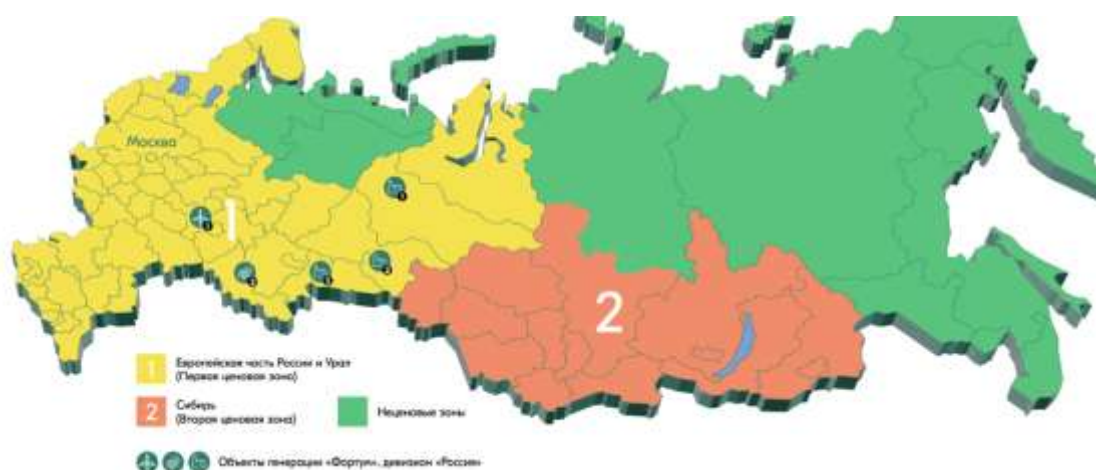 Москва
1
2
1 Европейская часть России и Урал
(Первая ценовая зона)
2 Сибирь
(Вторая ценовая зона)
Неценовые зоны
Объекты генерации «Фортум», дивизион «Россия»